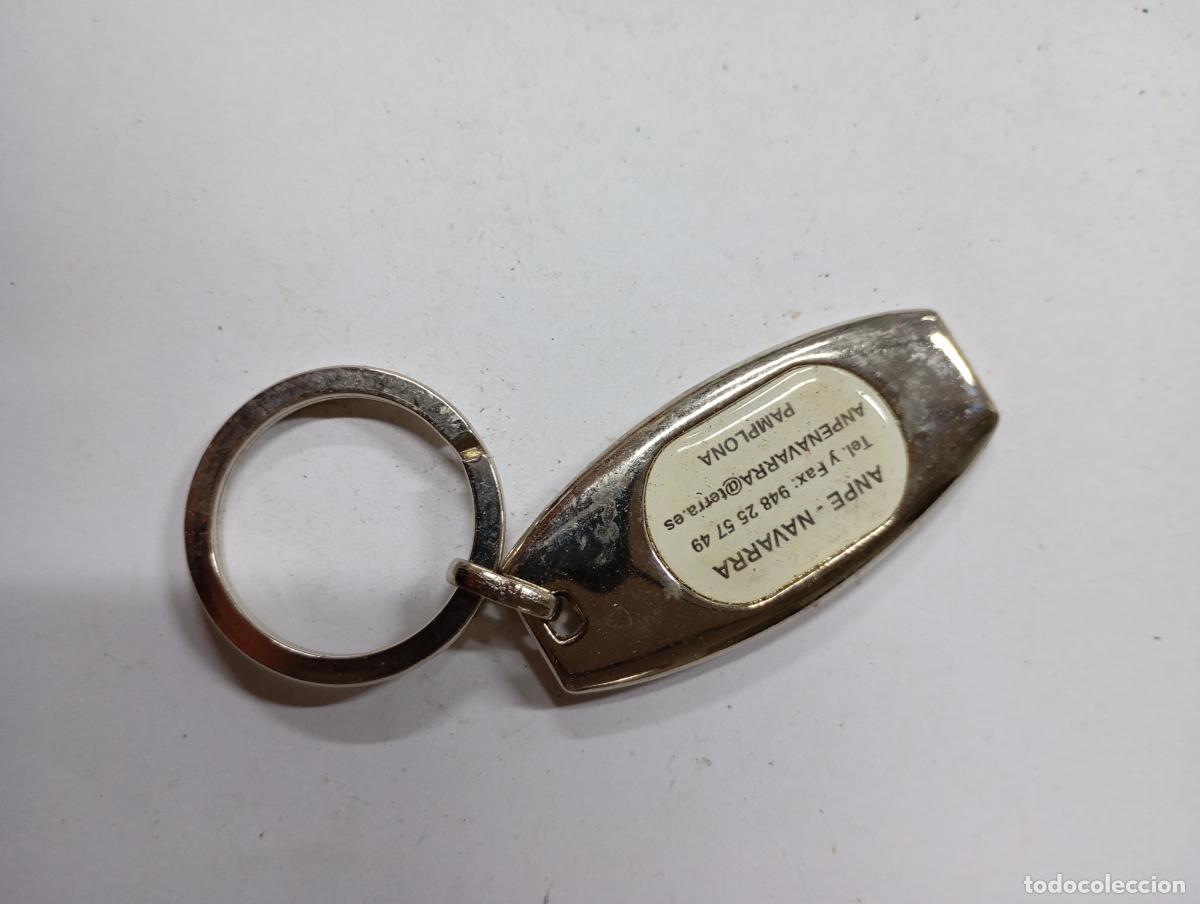 ANPE - NAVARRA
Tel. y Fax: 948 25 57 49
ANPENAVARRA@terra.es
PAMPLONA
todocoleccion